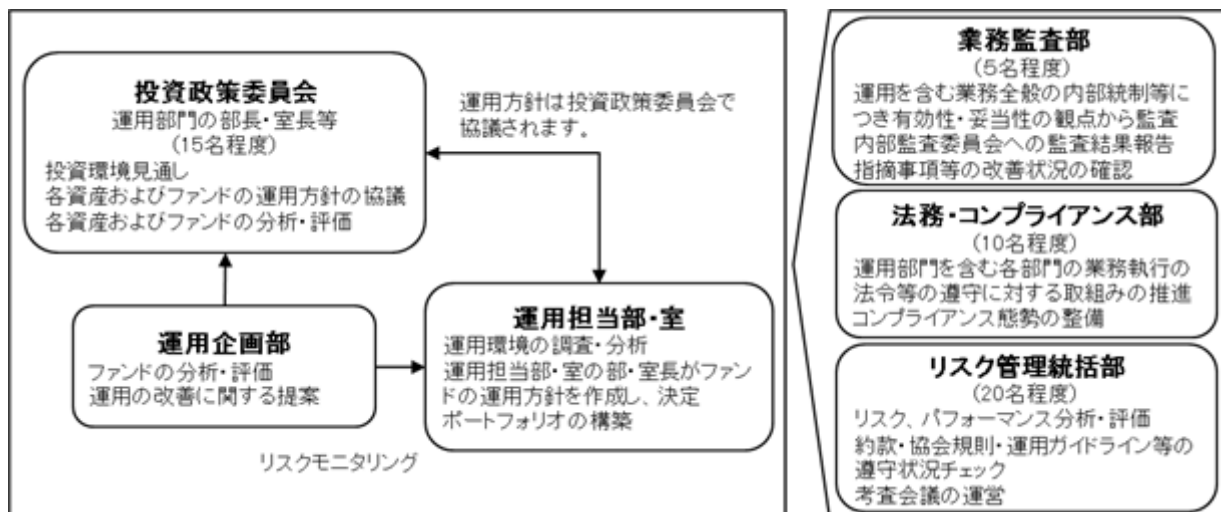 投資政策委員会
運用部門の部長・室長等
(15名程度)
投資環境見通し
各資産およびファンドの運用方針の協議
各資産およびファンドの分析・評価
運用方針は投資政策委員会で
協議されます。
運用企画部
ファンドの分析・評価
運用の改善に関する提案
運用担当部・室
運用環境の調査・分析
運用担当部・室の部・室長がファン
ドの運用方針を作成し、決定
ポートフォリオの構築
リスクモニタリング
業務監査部
(5名程度)
運用を含む業務全般の内部統制等に
つき有効性・妥当性の観点から監査
内部監査委員会への監査結果報告
指摘事項等の改善状況の確認
法務・コンプライアンス部
(10名程度)
運用部門を含む各部門の業務執行の
法令等の遵守に対する取組みの推進
コンプライアンス態勢の整備
リスク管理統括部
(20名程度)
リスク、パフォーマンス分析・評価
約款・協会規則・運用ガイドライン等の
遵守状況チェック
考査会議の運営